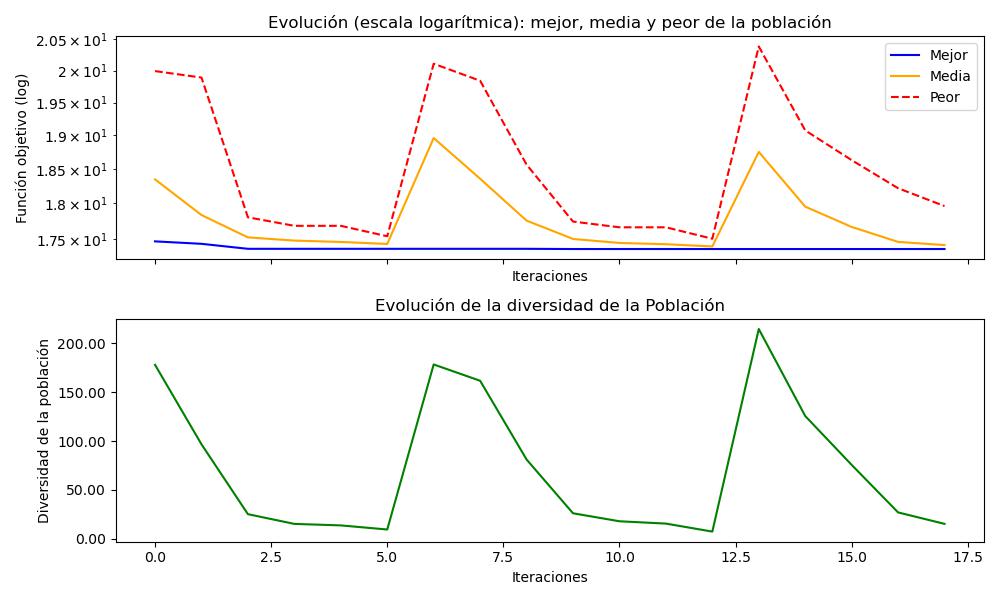 Evolución (escala logarítmica): mejor, media y peor de la población
Función objetivo (log)
2.05 × 10¹
2 × 10¹
1.95 × 10¹
1.9 × 10¹
1.85 × 10¹
1.8 × 10¹
1.75 × 10¹
Mejor
Media
Peor
Iteraciones
Evolución de la diversidad de la Población
Diversidad de la población
200.00
150.00
100.00
50.00
0.00
0.0 2.5 5.0 7.5 10.0 12.5 15.0 17.5
Iteraciones